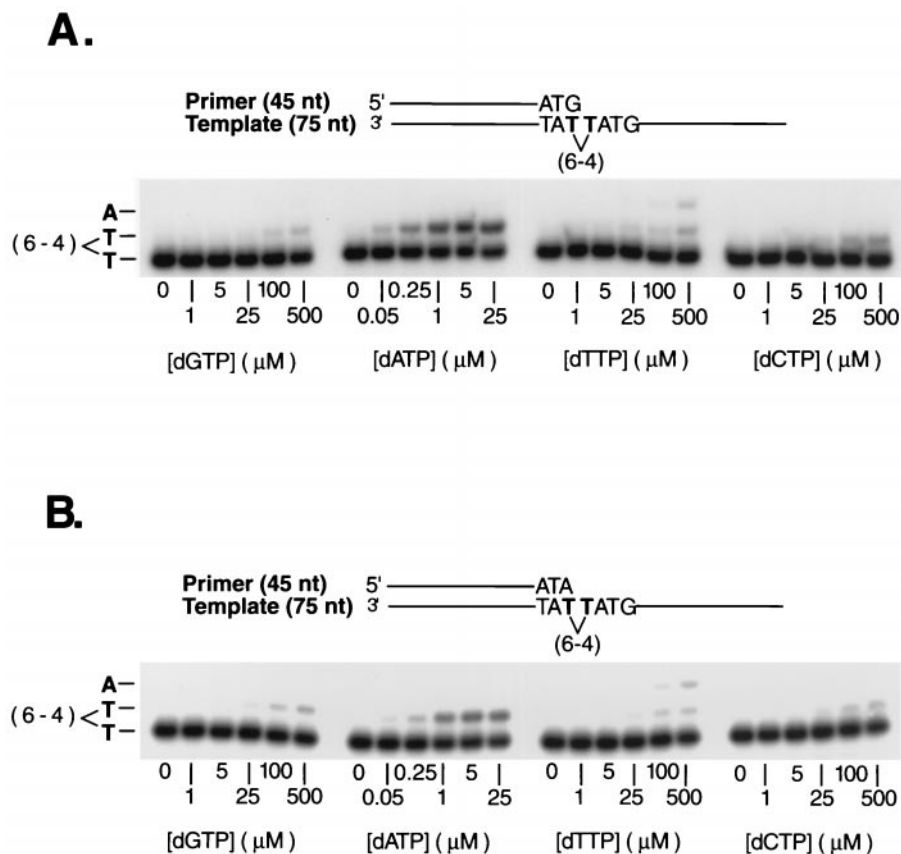 A.
Primer (45 nt) 5' ATG
Template (75 nt) 3' TATTATG
(6-4)
A
T
(6-4) <
T
0 5 100 0 0.25 5 0 5 100 0 5 100
1 25 500 0.05 1 25 1 25 500 1 25 500
[dGTP] ( μM ) [dATP] ( μM ) [dTTP] ( μM ) [dCTP] ( μM )
B.
Primer (45 nt) 5' ATA
Template (75 nt) 3' TATTATG
(6-4)
A
T
(6-4) <
T
0 5 100 0 0.25 5 0 5 100 0 5 100
1 25 500 0.05 1 25 1 25 500 1 25 500
[dGTP] ( μM ) [dATP] ( μM ) [dTTP] ( μM ) [dCTP] ( μM )